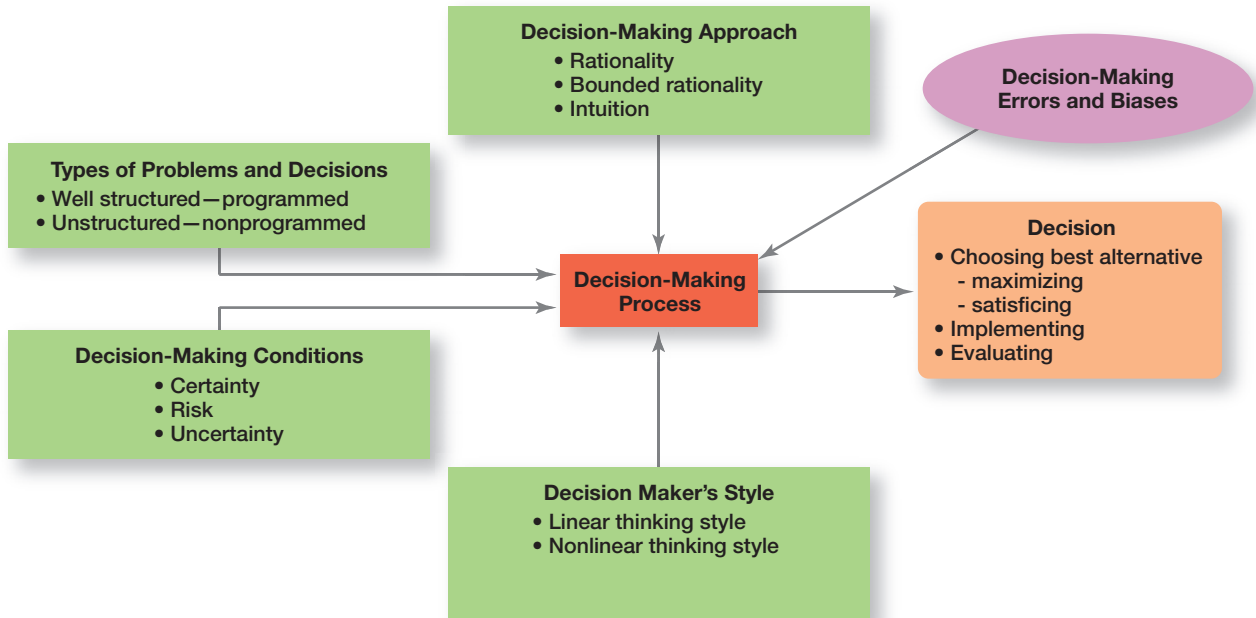 Decision-Making Approach
• Rationality
• Bounded rationality
• Intuition
Decision-Making
Errors and Biases
Types of Problems and Decisions
• Well structured—programmed
• Unstructured—nonprogrammed
Decision-Making
Process
Decision
• Choosing best alternative
- maximizing
- satisficing
• Implementing
• Evaluating
Decision-Making Conditions
• Certainty
• Risk
• Uncertainty
Decision Maker's Style
• Linear thinking style
• Nonlinear thinking style